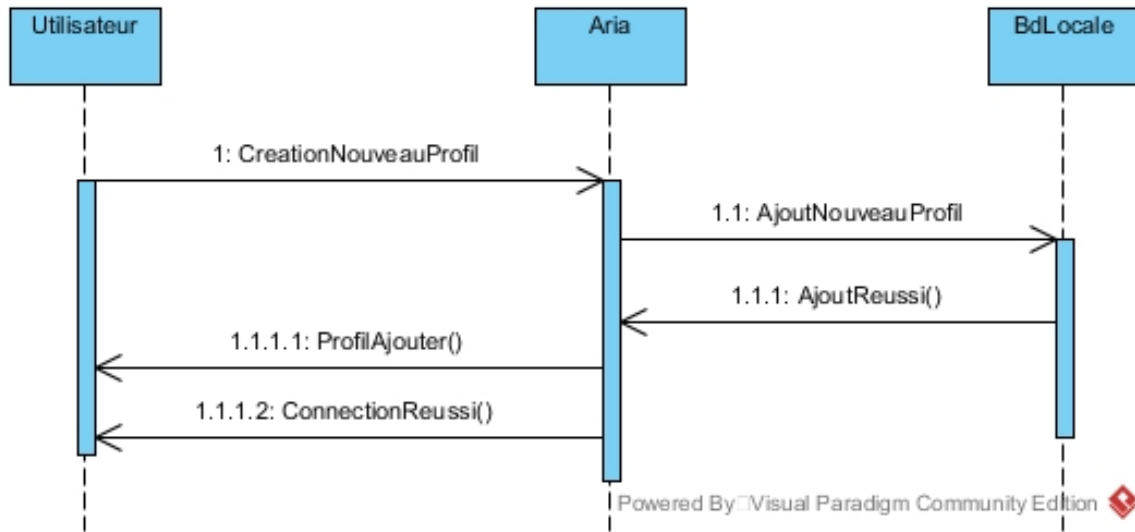 Utilisateur
Aria
BdLocale
1: CreationNouveauProfil
1.1: AjoutNouveauProfil
1.1.1: AjoutReussi()
1.1.1.1: ProfilAjouter()
1.1.1.2: ConnectionReussi()
Powered By Visual Paradigm Community Edition